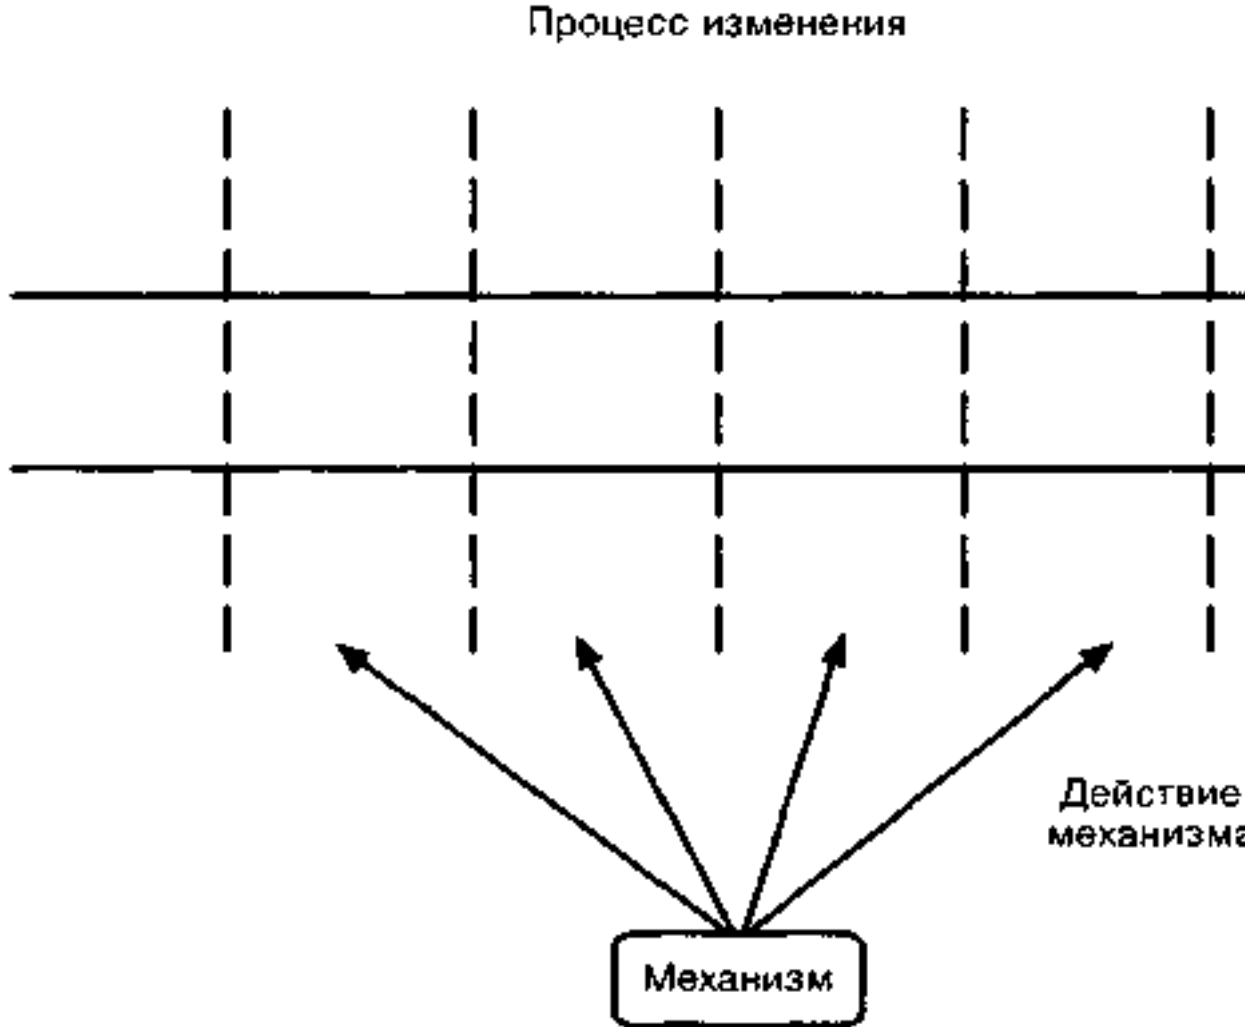 Процесс изменения
Действие
механизма
Механизм